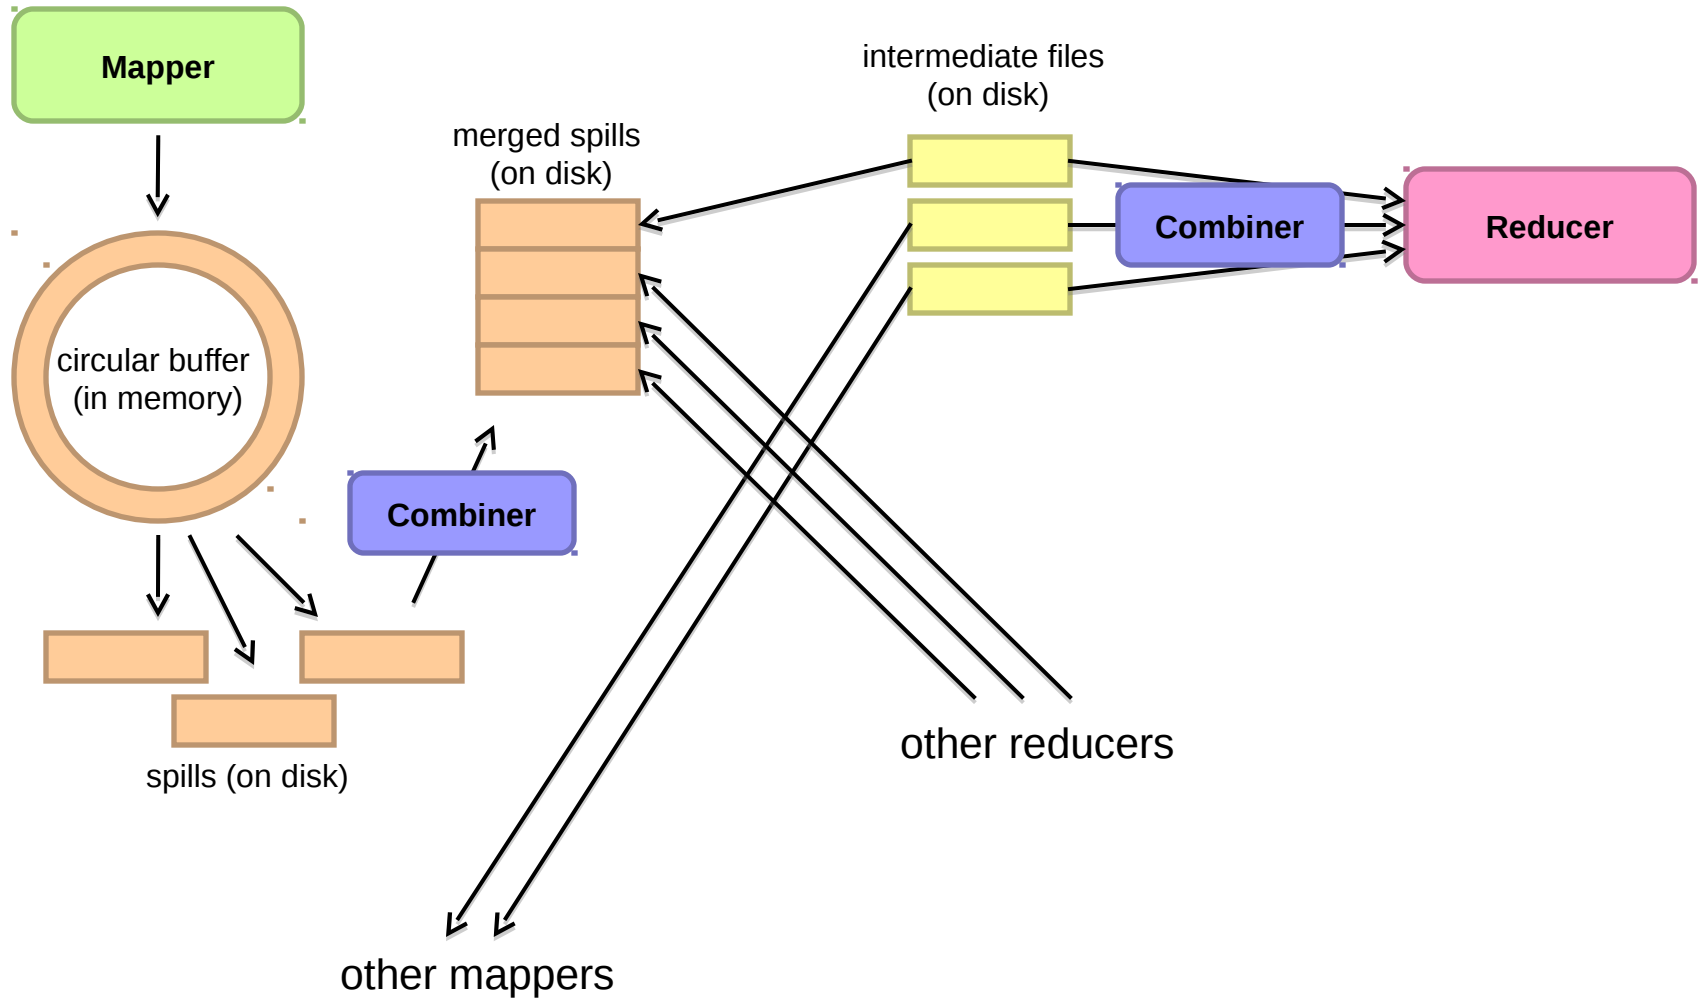 Mapper
circular buffer
(in memory)
spills (on disk)
Combiner
merged spills
(on disk)
intermediate files
(on disk)
Combiner
Reducer
other reducers
other mappers